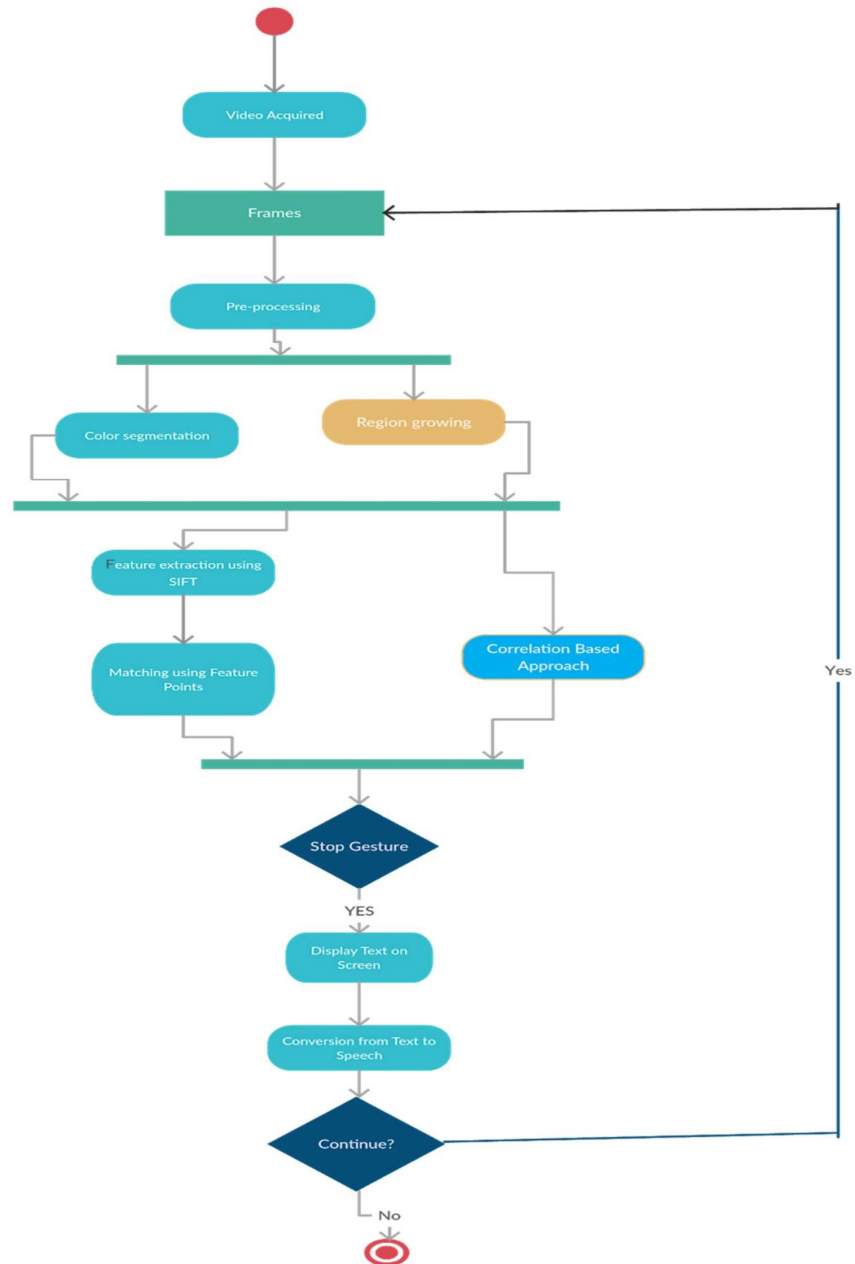 Video Acquired
Frames
Pre-processing
Color segmentation
Region growing
Feature extraction using
SIFT
Matching using Feature
Points
Correlation Based
Approach
Yes
Stop Gesture
YES
Display Text on
Screen
Conversion from Text to
Speech
Continue?
No